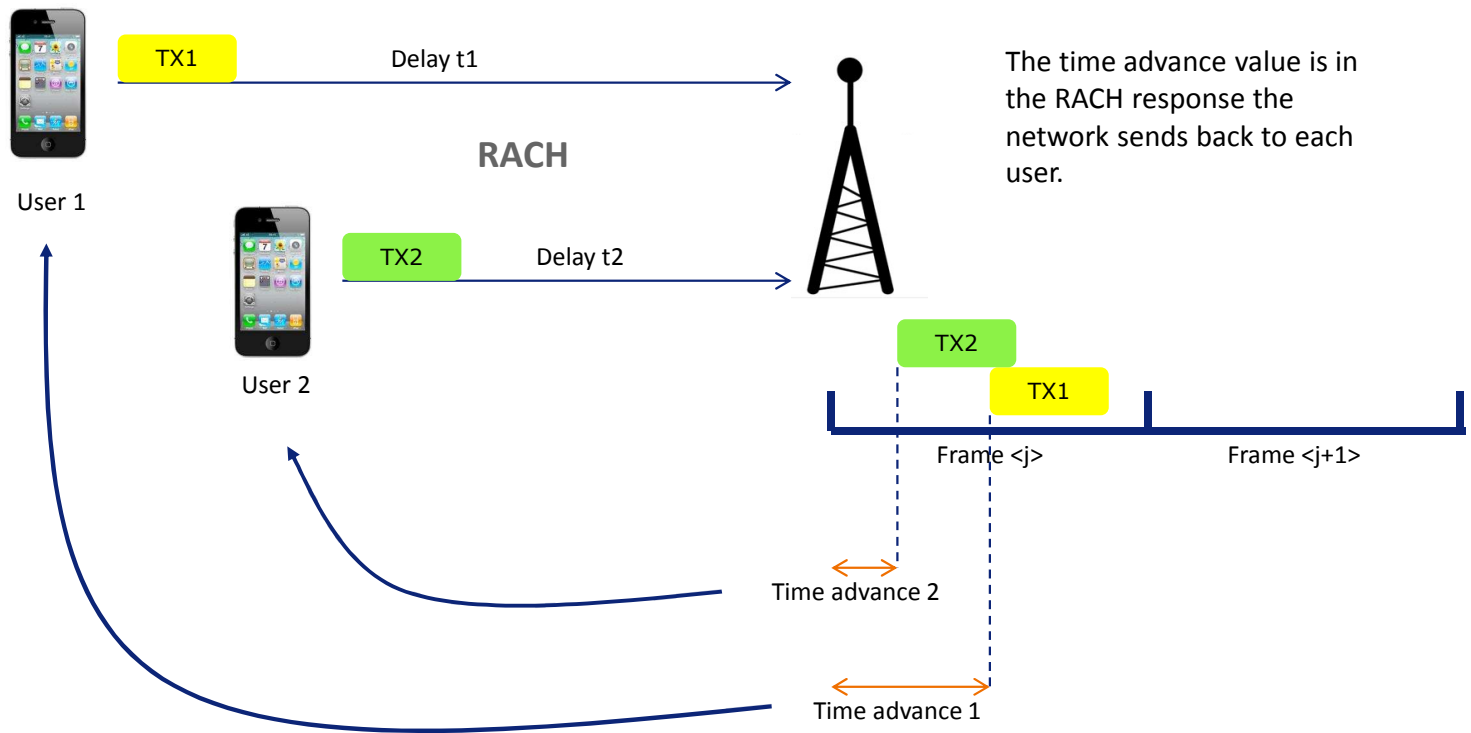 TX1
Delay t1
The time advance value is in
the RACH response the
network sends back to each
user.
RACH
User 1
TX2
Delay t2
User 2
TX2
TX1
Frame <j>
Frame <j+1>
Time advance 2
Time advance 1